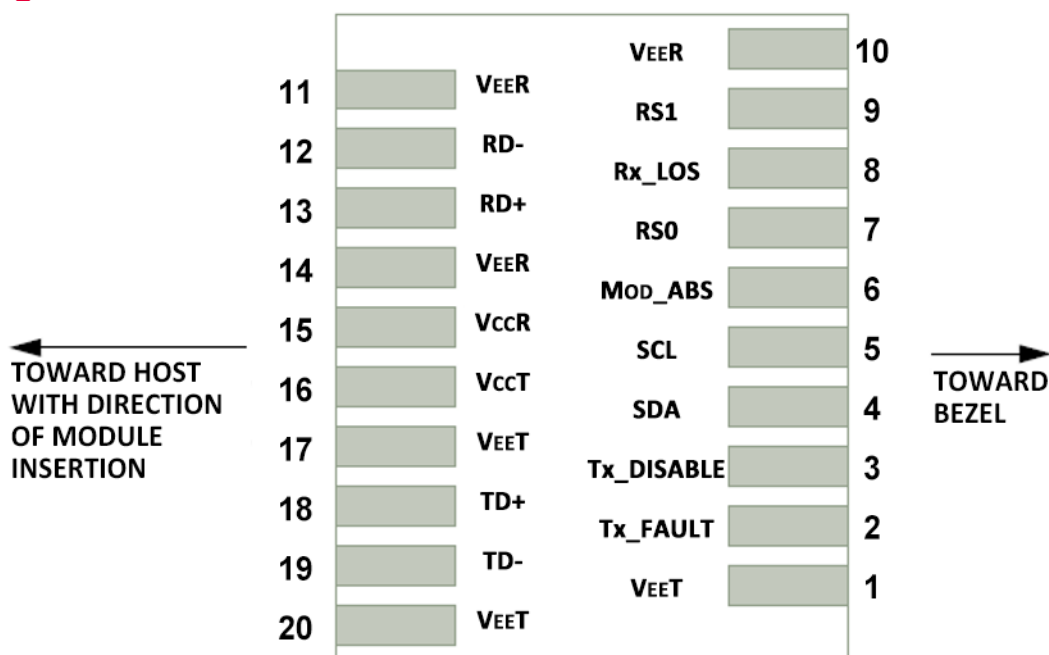 VEER 10
11 VEER
RS1 9
12 RD-
Rx_LOS 8
13 RD+
RS0 7
14 VEER
MOD_ABS 6
15 VCCR
SCL 5
16 VCCT
SDA 4
17 VEET
Tx_DISABLE 3
18 TD+
Tx_FAULT 2
19 TD-
VEET 1
20 VEET
TOWARD HOST
WITH DIRECTION
OF MODULE
INSERTION
TOWARD
BEZEL